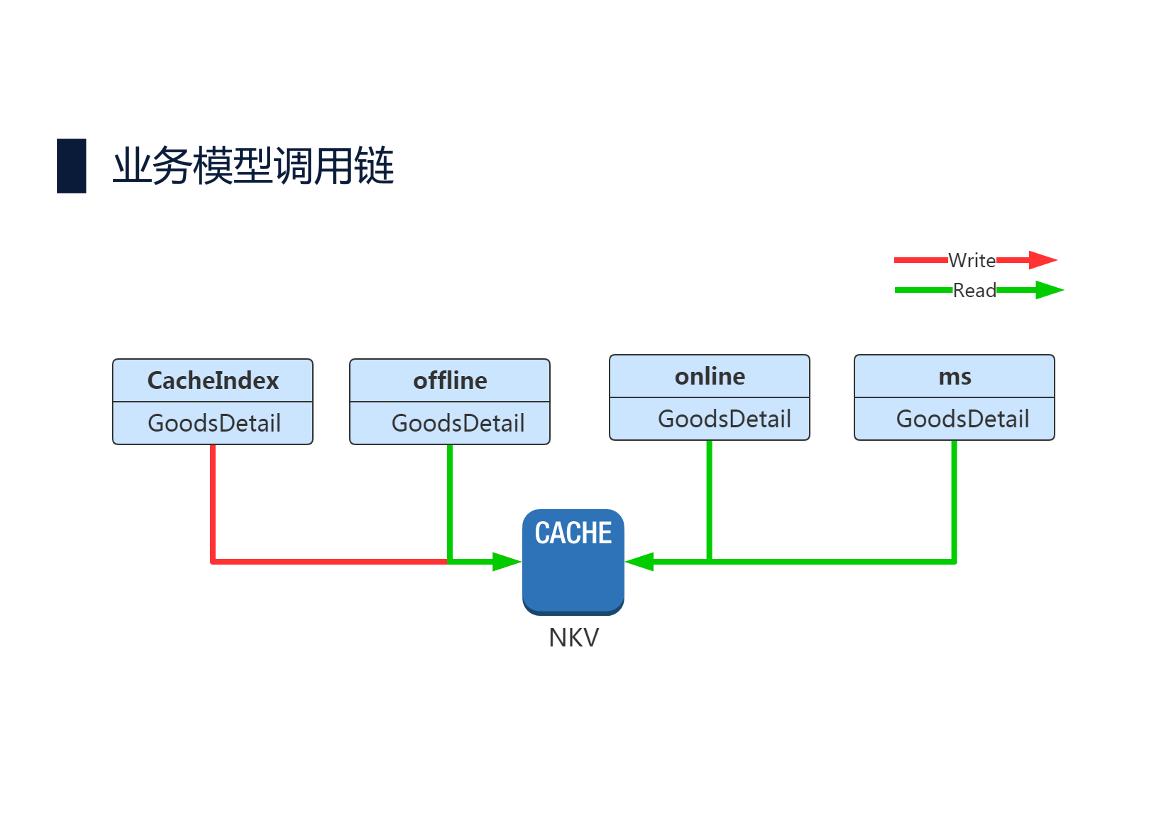 业务模型调用链
Write
Read
CacheIndex
GoodsDetail
offline
GoodsDetail
online
GoodsDetail
ms
GoodsDetail
CACHE
NKV